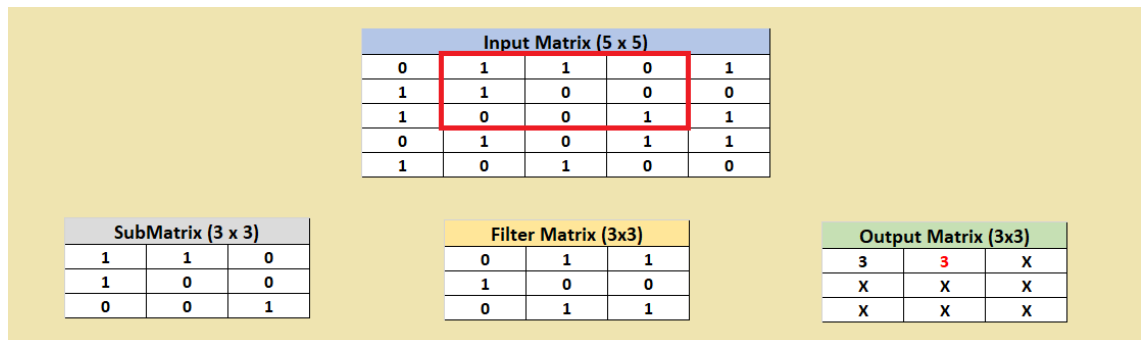 Input Matrix (5 x 5)
0 1 1 0 1
1 1 0 0 0
1 0 0 1 1
0 1 0 1 1
1 0 1 0 0
SubMatrix (3 x 3)
1 1 0
1 0 0
0 0 1
Filter Matrix (3x3)
0 1 1
1 0 0
0 1 1
Output Matrix (3x3)
3 3 X
X X X
X X X